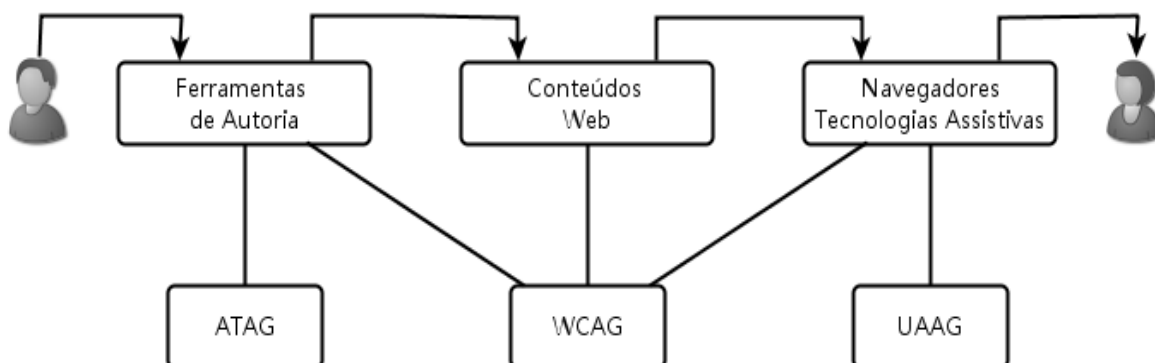 Ferramentas
de Autoria
Conteúdos
Web
Navegadores
Tecnologias Assistivas
ATAG
WCAG
UAAG